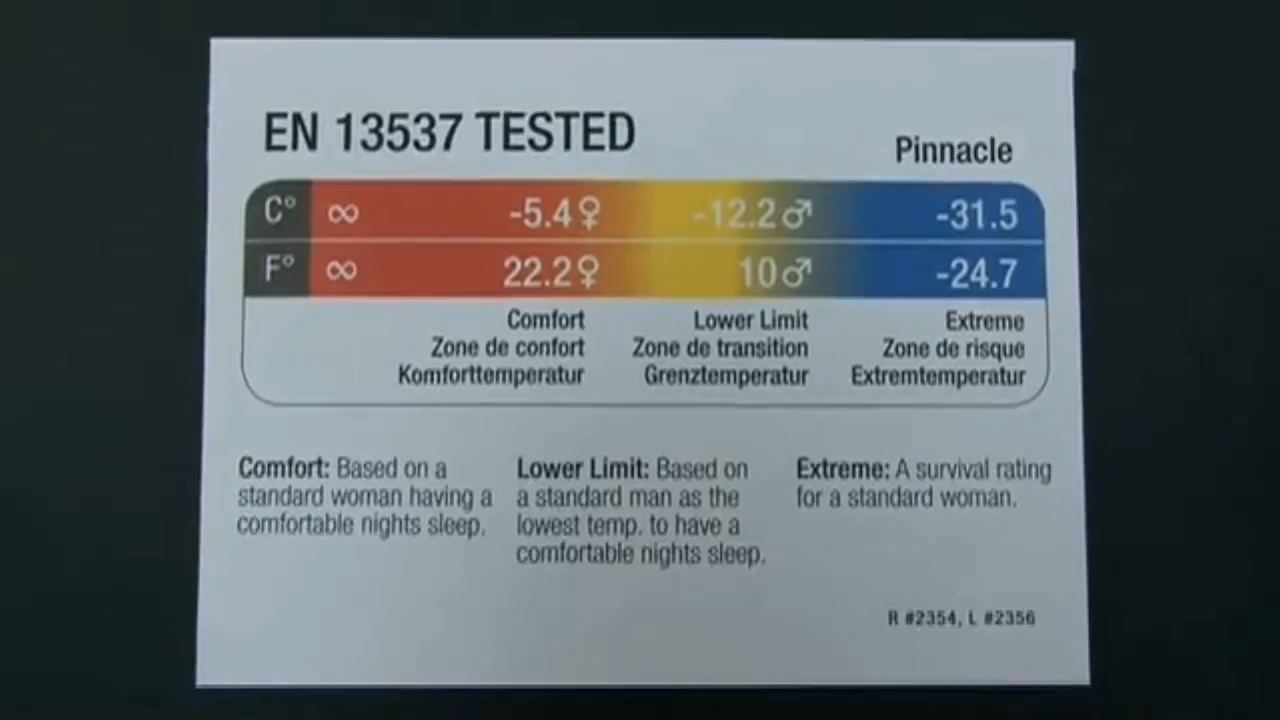 EN 13537 TESTED
Pinnacle
C° ∞ -5.4♀ -12.2♂ -31.5
F° ∞ 22.2♀ 10♂ -24.7
Comfort Lower Limit Extreme
Zone de confort Zone de transition Zone de risque
Komforttemperatur Grenztemperatur Extremtemperatur
Comfort: Based on a
standard woman having a
comfortable nights sleep.
Lower Limit: Based on
a standard man as the
lowest temp. to have a
comfortable nights sleep.
Extreme: A survival rating
for a standard woman.
R #2354, L #2356